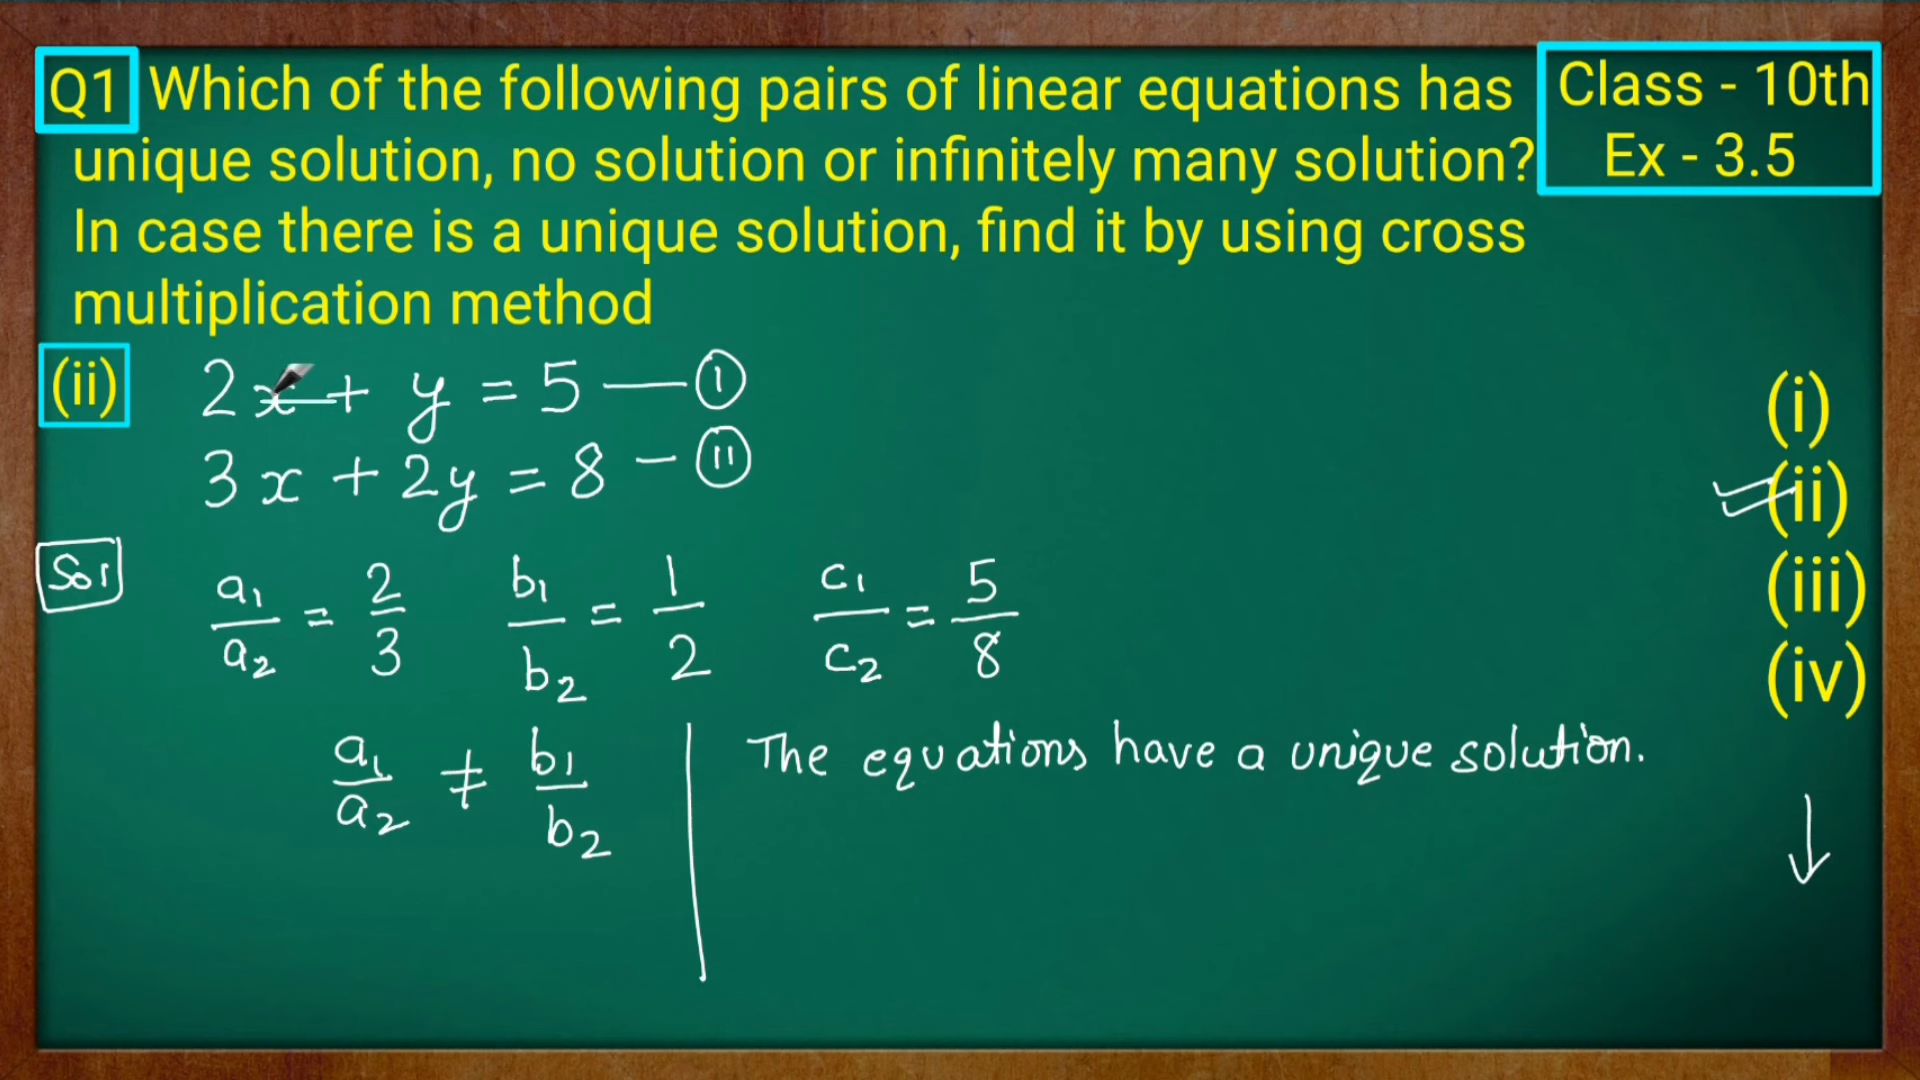 Q1 Which of the following pairs of linear equations has
unique solution, no solution or infinitely many solution?
In case there is a unique solution, find it by using cross
multiplication method
Class - 10th
Ex - 3.5
(ii) 2x + y = 5 — ①
3x + 2y = 8 — ⑪
Sol
a₁/a₂ = 2/3 b₁/b₂ = 1/2 c₁/c₂ = 5/8
a₁/a₂ ≠ b₁/b₂ The equations have a unique solution.
(i)
(ii)
(iii)
(iv)